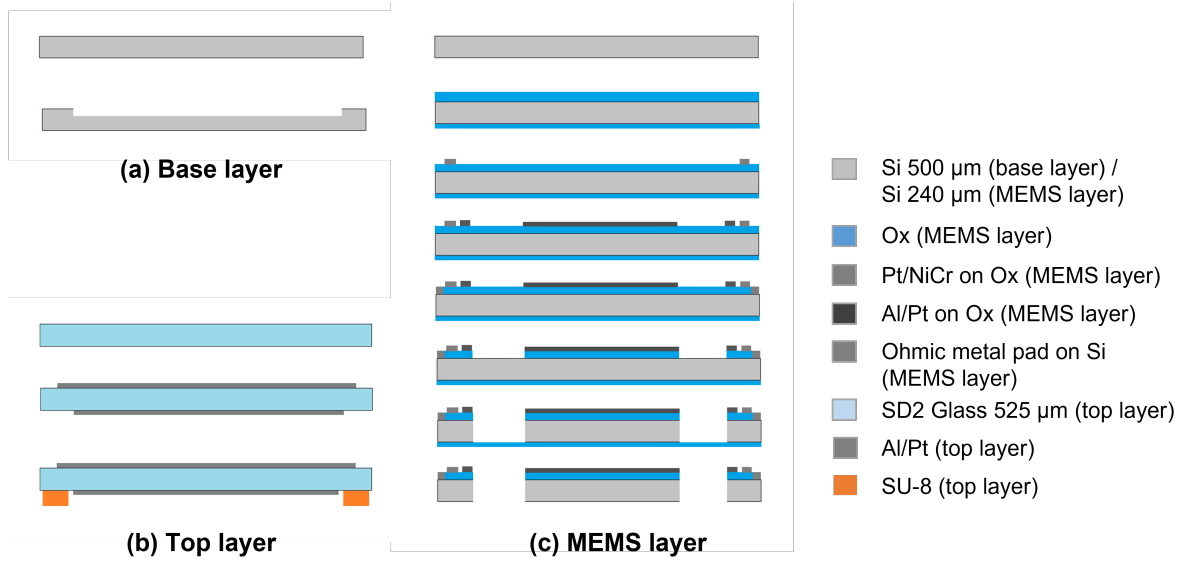 (a) Base layer
(b) Top layer
(c) MEMS layer
Si 500 µm (base layer) /
Si 240 µm (MEMS layer)
Ox (MEMS layer)
Pt/NiCr on Ox (MEMS layer)
Al/Pt on Ox (MEMS layer)
Ohmic metal pad on Si
(MEMS layer)
SD2 Glass 525 µm (top layer)
Al/Pt (top layer)
SU-8 (top layer)